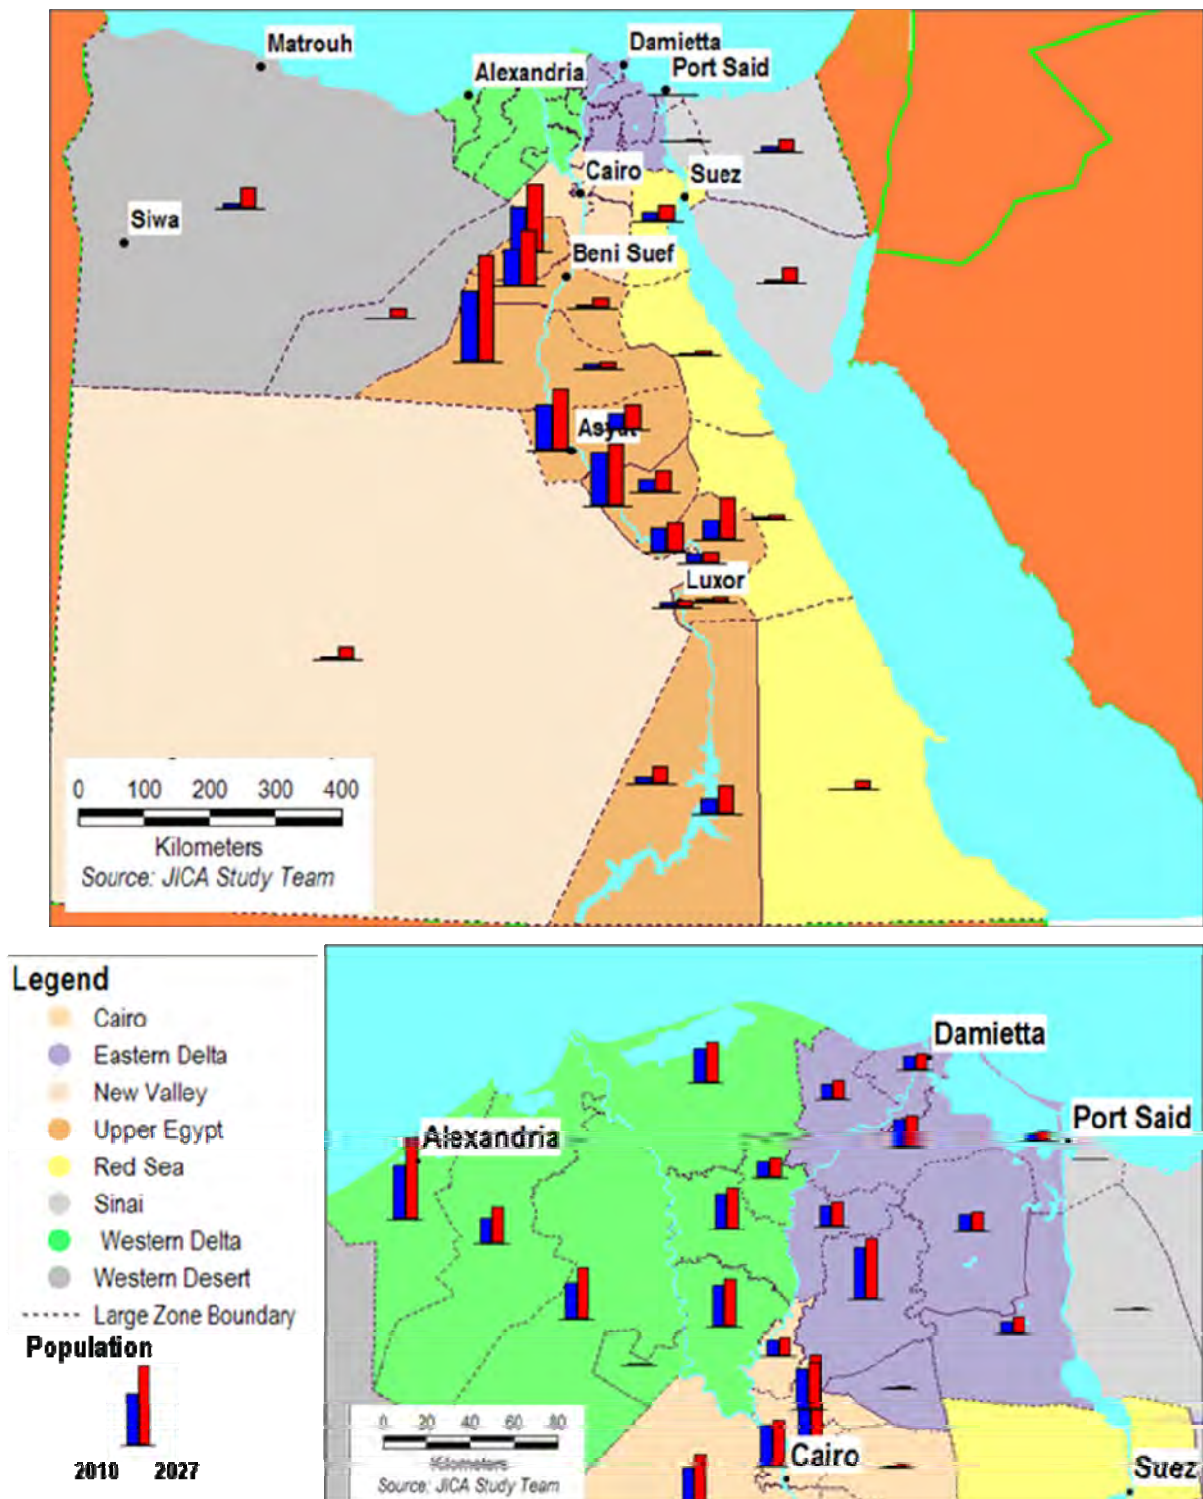 Matrouh
Damietta
Alexandria
Port Said
Cairo
Suez
Siwa
Beni Suef
Asyut
Luxor
0 100 200 300 400
Kilometers
Source: JICA Study Team
Legend
Cairo
Eastern Delta
New Valley
Upper Egypt
Red Sea
Sinai
Western Delta
Western Desert
Large Zone Boundary
Population
2010 2027
Damietta
Port Said
Alexandria
0 20 40 60 80
Kilometers
Source: JICA Study Team
Cairo
Suez